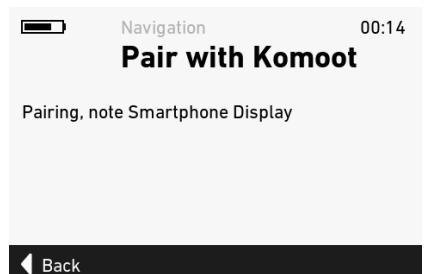 Navigation 00:14
Pair with Komoot
Pairing, note Smartphone Display
Back